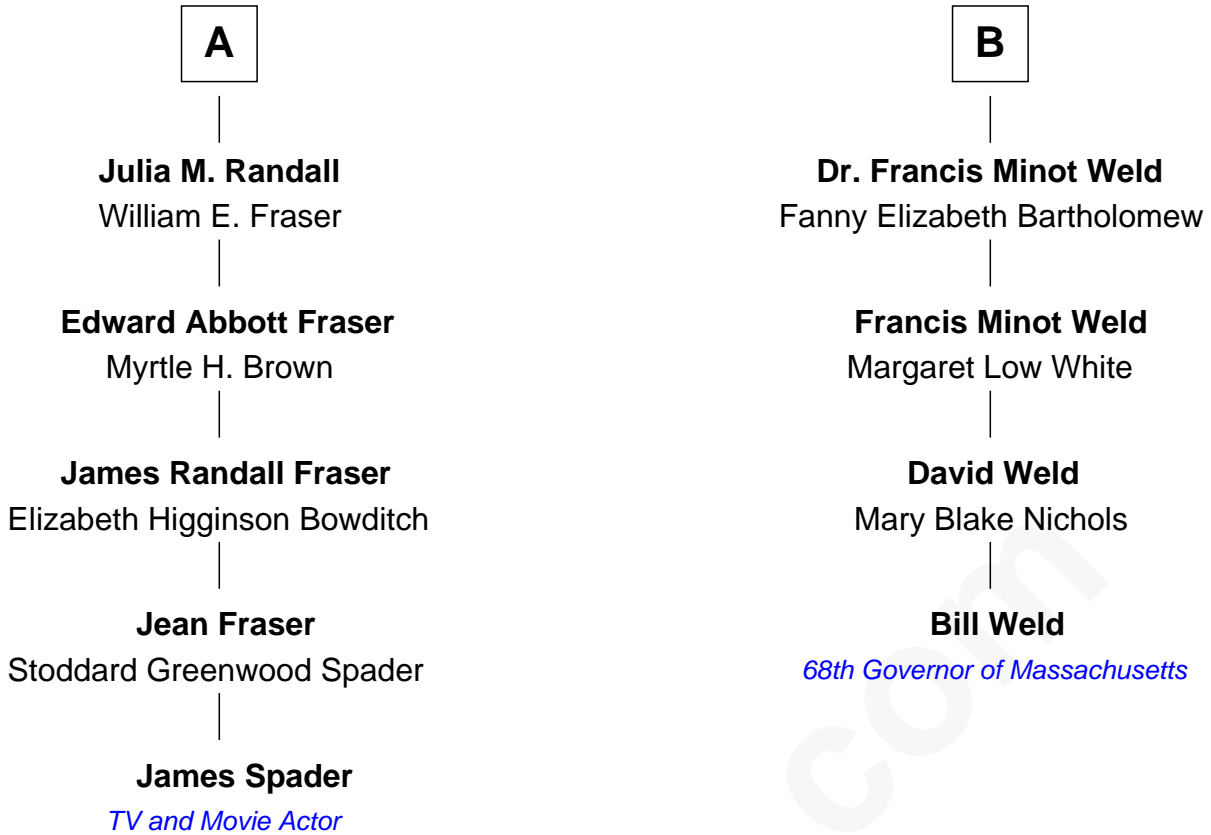 A
Julia M. Randall
William E. Fraser
Edward Abbott Fraser
Myrtle H. Brown
James Randall Fraser
Elizabeth Higginson Bowditch
Jean Fraser
Stoddard Greenwood Spader
James Spader
TV and Movie Actor
B
Dr. Francis Minot Weld
Fanny Elizabeth Bartholomew
Francis Minot Weld
Margaret Low White
David Weld
Mary Blake Nichols
Bill Weld
68th Governor of Massachusetts
com